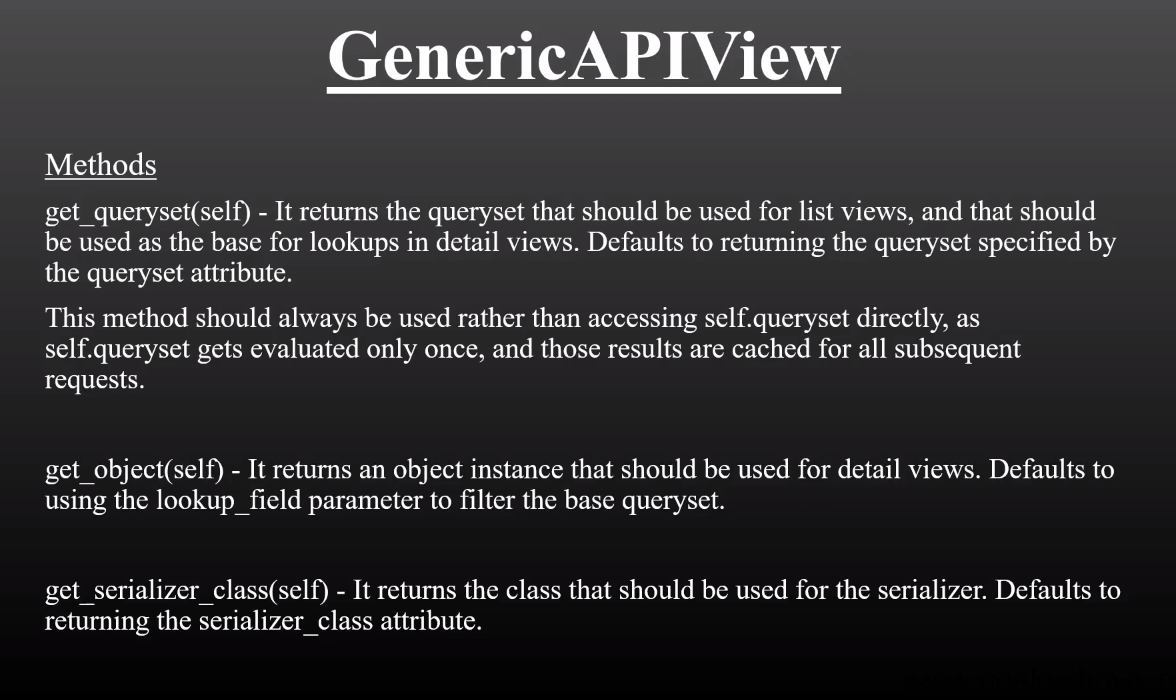 GenericAPIView
Methods
get_queryset(self) - It returns the queryset that should be used for list views, and that should
be used as the base for lookups in detail views. Defaults to returning the queryset specified by
the queryset attribute.
This method should always be used rather than accessing self.queryset directly, as
self.queryset gets evaluated only once, and those results are cached for all subsequent
requests.
get_object(self) - It returns an object instance that should be used for detail views. Defaults to
using the lookup_field parameter to filter the base queryset.
get_serializer_class(self) - It returns the class that should be used for the serializer. Defaults to
returning the serializer_class attribute.